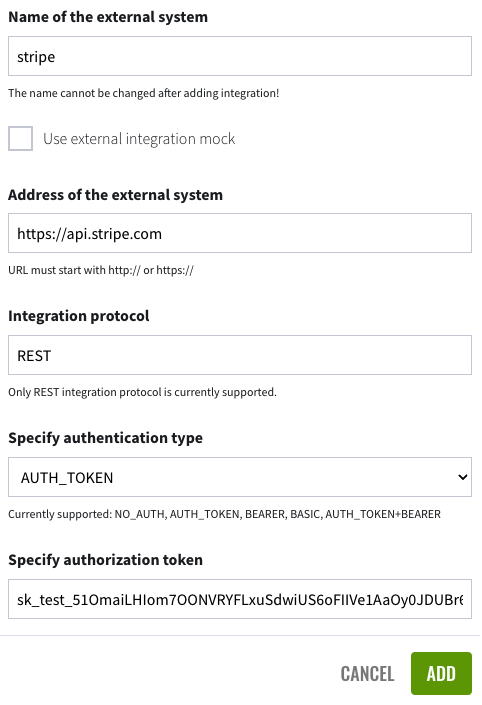 Name of the external system
stripe
The name cannot be changed after adding integration!
Use external integration mock
Address of the external system
https://api.stripe.com
URL must start with http:// or https://
Integration protocol
REST
Only REST integration protocol is currently supported.
Specify authentication type
AUTH_TOKEN
Currently supported: NO_AUTH, AUTH_TOKEN, BEARER, BASIC, AUTH_TOKEN+BEARER
Specify authorization token
CANCEL
ADD